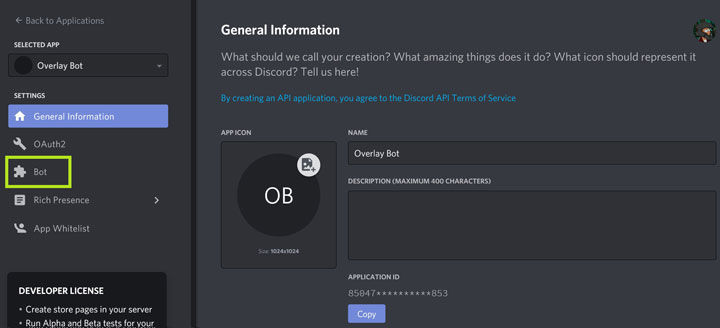 ← Back to Applications
SELECTED APP
Overlay Bot
SETTINGS
General Information
OAuth2
Bot
Rich Presence
App Whitelist
DEVELOPER LICENSE
• Create store pages in your server
• Run Alpha and Beta tests for your
General Information
What should we call your creation? What amazing things does it do? What icon should represent it
across Discord? Tell us here!
By creating an API application, you agree to the Discord API Terms of Service
APP ICON
OB
Size: 1024x1024
NAME
Overlay Bot
DESCRIPTION (MAXIMUM 400 CHARACTERS)
APPLICATION ID
85047**********853
Copy